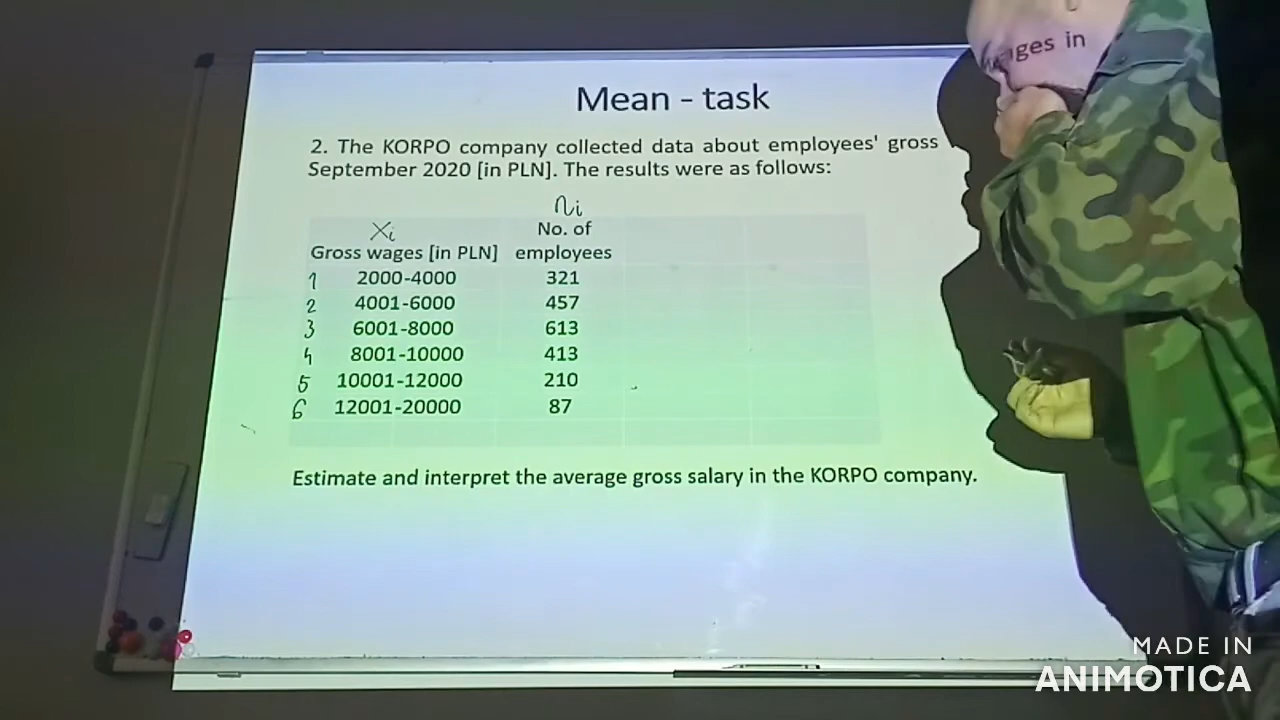 Mean - task
2. The KORPO company collected data about employees' gross
ages in
September 2020 [in PLN]. The results were as follows:
ni
Xi No. of
Gross wages [in PLN] employees
1 2000-4000 321
2 4001-6000 457
3 6001-8000 613
4 8001-10000 413
5 10001-12000 210
6 12001-20000 87
Estimate and interpret the average gross salary in the KORPO company.
MADE IN
ANIMOTICA